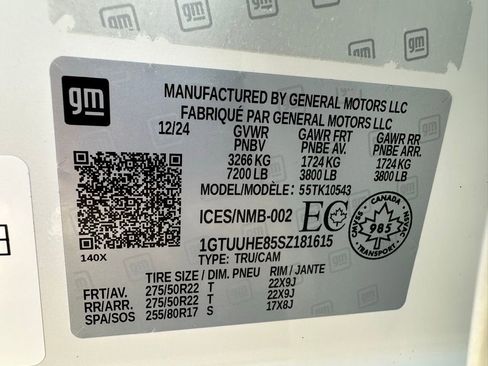 gm
MANUFACTURED BY GENERAL MOTORS LLC
FABRIQUÉ PAR GENERAL MOTORS LLC
12/24 GVWR GAWR FRT GAWR RR
PNBV PNBE AV. PNBE ARR.
3266 KG 1724 KG 1724 KG
7200 LB 3800 LB 3800 LB
MODEL/MODÈLE: 55TK10543
ICES/NMB-002 EC
CANADA
CMVSS 985 NSVAC
TRANSPORT
1GTUUHE85SZ181615
140X TYPE: TRU/CAM
TIRE SIZE / DIM. PNEU RIM / JANTE
FRT/AV. 275/50R22 T 22X9J
RR/ARR. 275/50R22 T 22X9J
SPA/SOS 255/80R17 S 17X8J